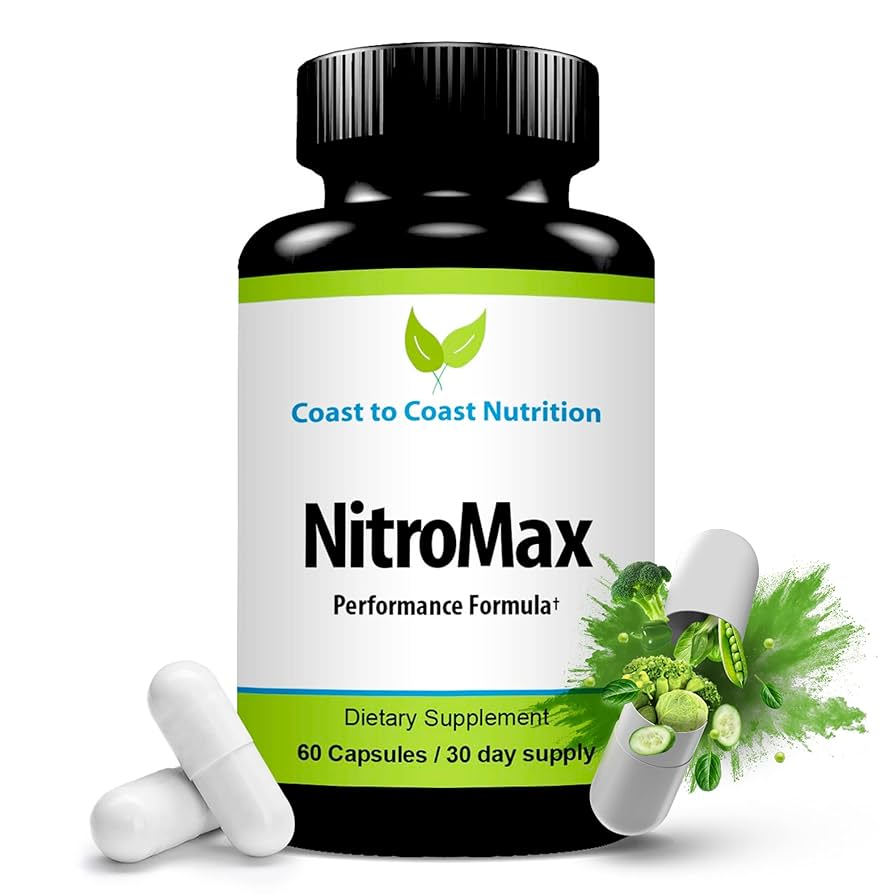 Coast to Coast Nutrition
NitroMax
Performance Formula†
Dietary Supplement
60 Capsules / 30 day supply